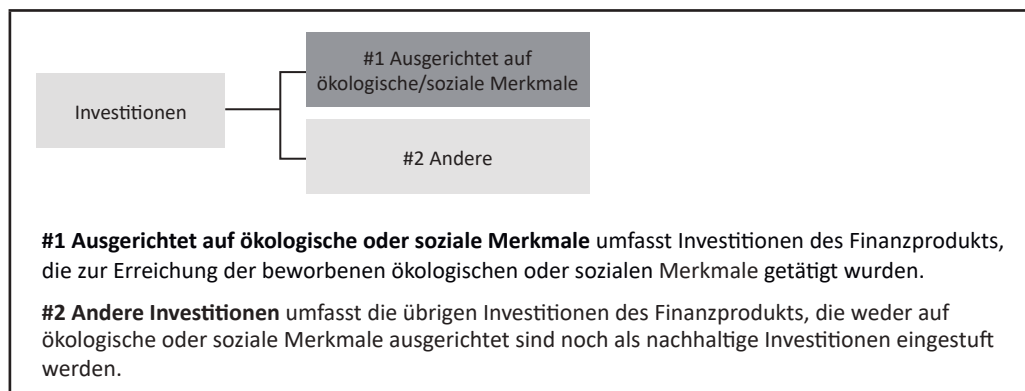 #1 Ausgerichtet auf
ökologische/soziale Merkmale
Investitionen
#2 Andere
#1 Ausgerichtet auf ökologische oder soziale Merkmale umfasst Investitionen des Finanzprodukts,
die zur Erreichung der beworbenen ökologischen oder sozialen Merkmale getätigt wurden.
#2 Andere Investitionen umfasst die übrigen Investitionen des Finanzprodukts, die weder auf
ökologische oder soziale Merkmale ausgerichtet sind noch als nachhaltige Investitionen eingestuft
werden.